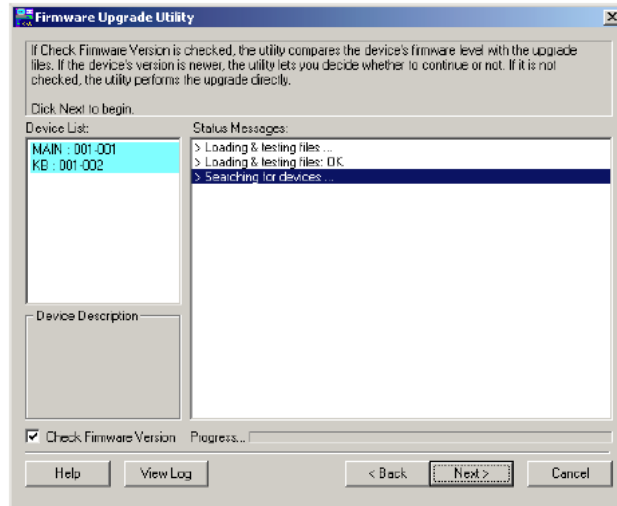 Firmware Upgrade Utility
If Check Firmware Version is checked, the utility compares the device's firmware level with the upgrade
files. If the device's version is newer, the utility lets you decide whether to continue or not. If it is not
checked, the utility performs the upgrade directly.
Click Next to begin.
Device List:
Status Messages:
MAIN : 001-001
KB : 001-002
> Loading & testing files ...
> Loading & testing files: OK
> Searching for devices ...
Device Description
Check Firmware Version
Progress...
Help
View Log
< Back
Next >
Cancel